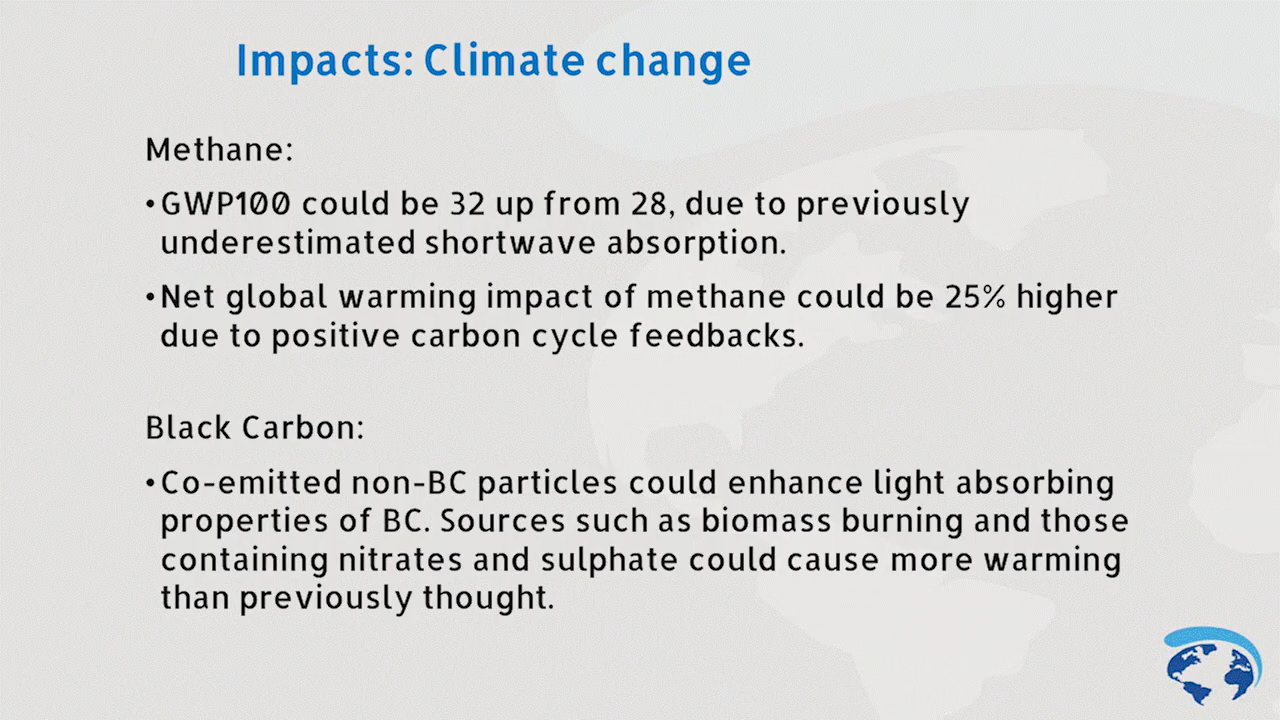 Impacts: Climate change
Methane:
•GWP100 could be 32 up from 28, due to previously
underestimated shortwave absorption.
•Net global warming impact of methane could be 25% higher
due to positive carbon cycle feedbacks.
Black Carbon:
•Co-emitted non-BC particles could enhance light absorbing
properties of BC. Sources such as biomass burning and those
containing nitrates and sulphate could cause more warming
than previously thought.